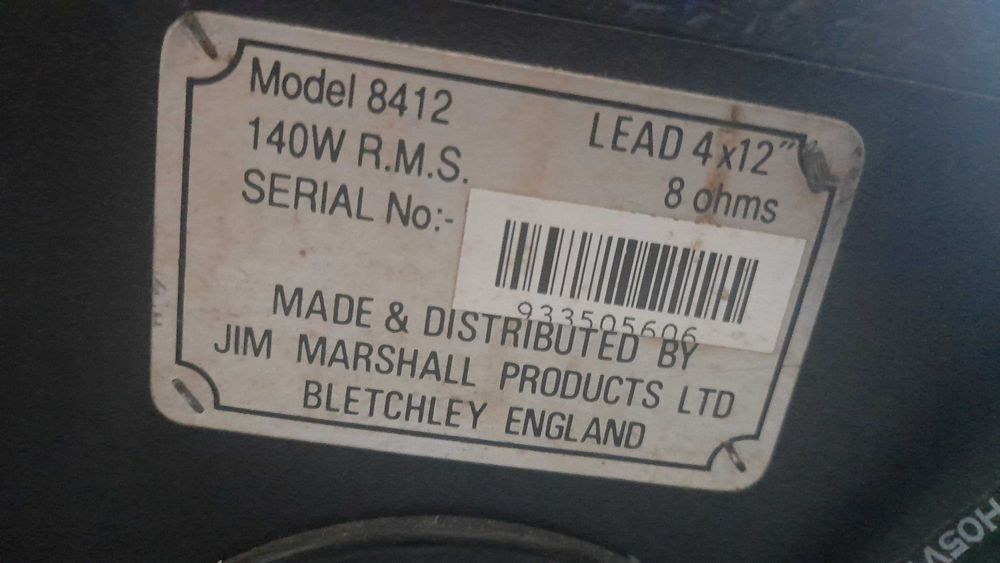 Model 8412
LEAD 4x12"
140W R.M.S.
8 ohms
SERIAL No:-
933505606
MADE & DISTRIBUTED BY
JIM MARSHALL PRODUCTS LTD
BLETCHLEY ENGLAND
H05V